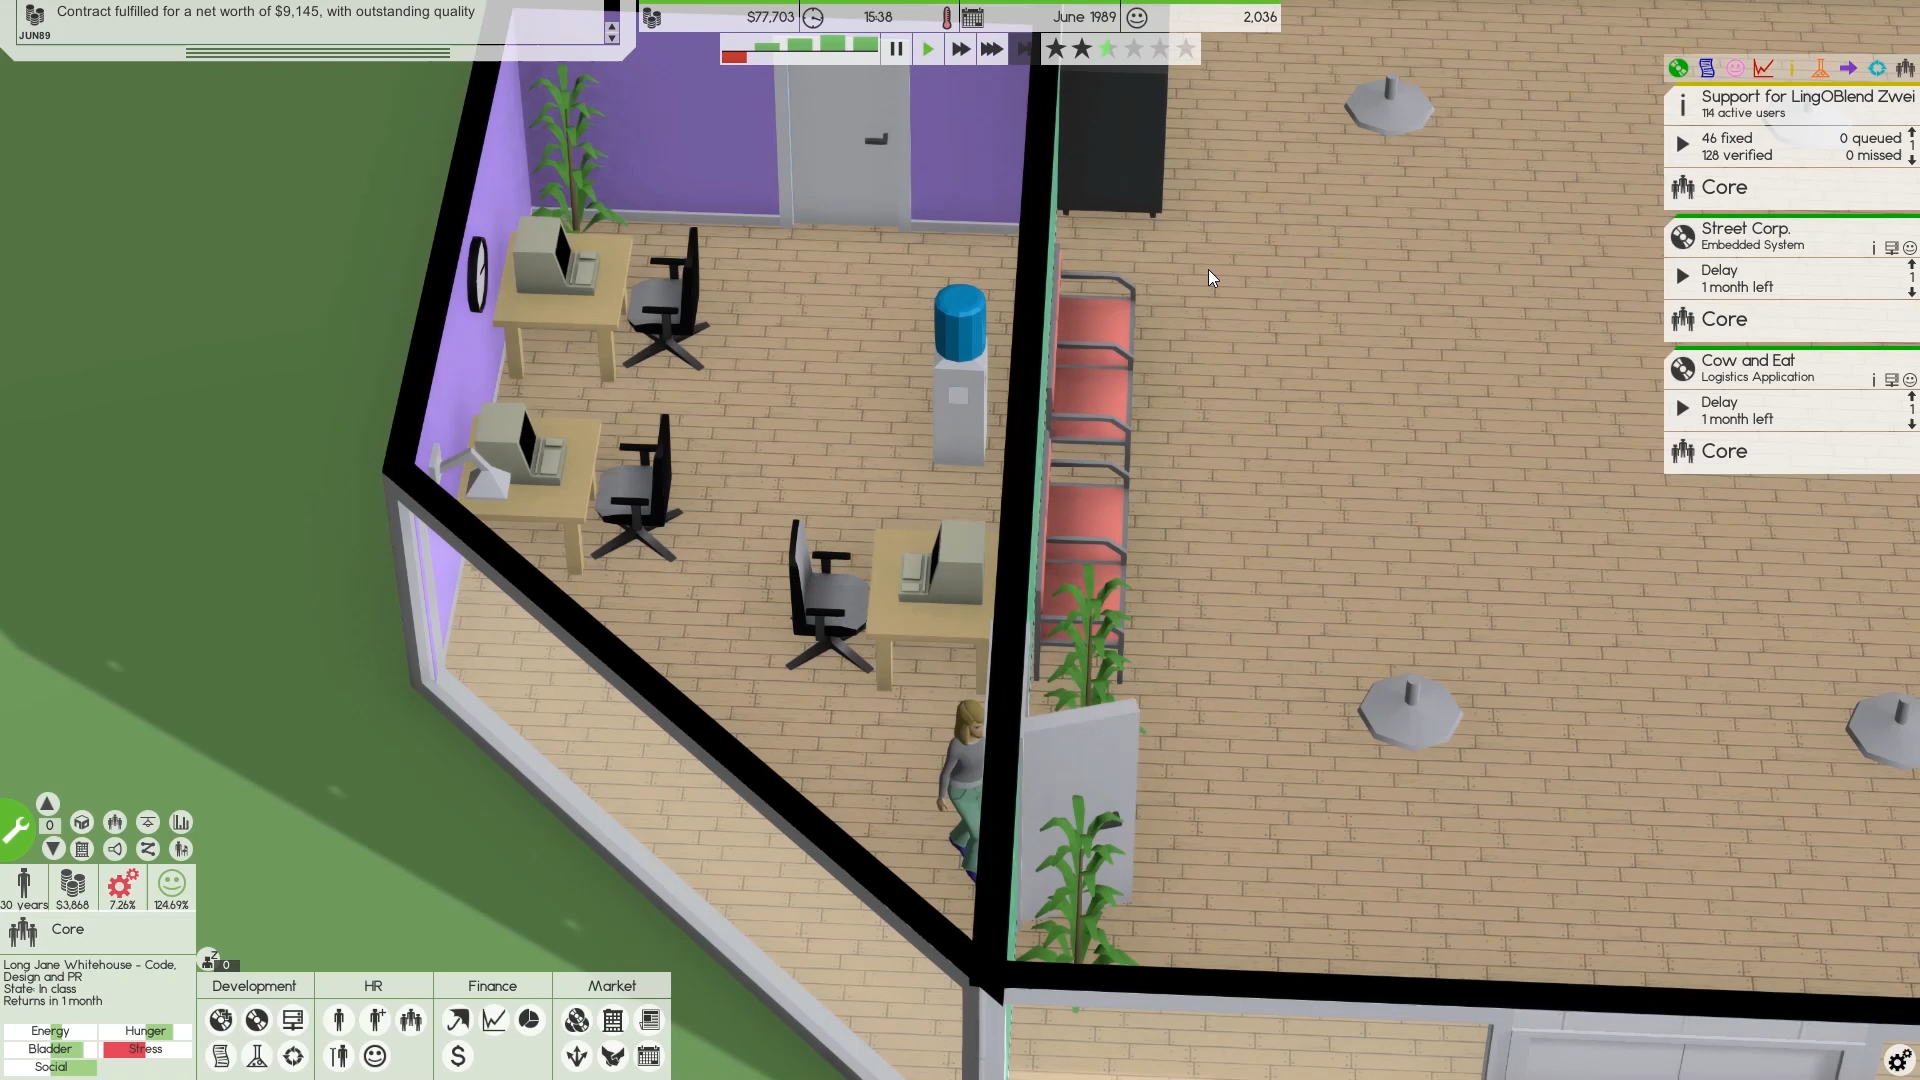 Contract fulfilled for a net worth of $9,145, with outstanding quality
JUN89
$77,703
15:38
June 1989
2,036
Support for LingOBlend Zwei
114 active users
46 fixed
0 queued
128 verified
0 missed
1
Core
Street Corp.
Embedded System
Delay
1 month left
1
Core
Cow and Eat
Logistics Application
Delay
1 month left
1
Core
0
30 years
$3,868
7.26%
124.69%
Core
Long Jane Whitehouse - Code,
Design and PR
State: In class
Returns in 1 month
Energy
Hunger
Bladder
Stress
Social
Z
0
Development
HR
Finance
Market